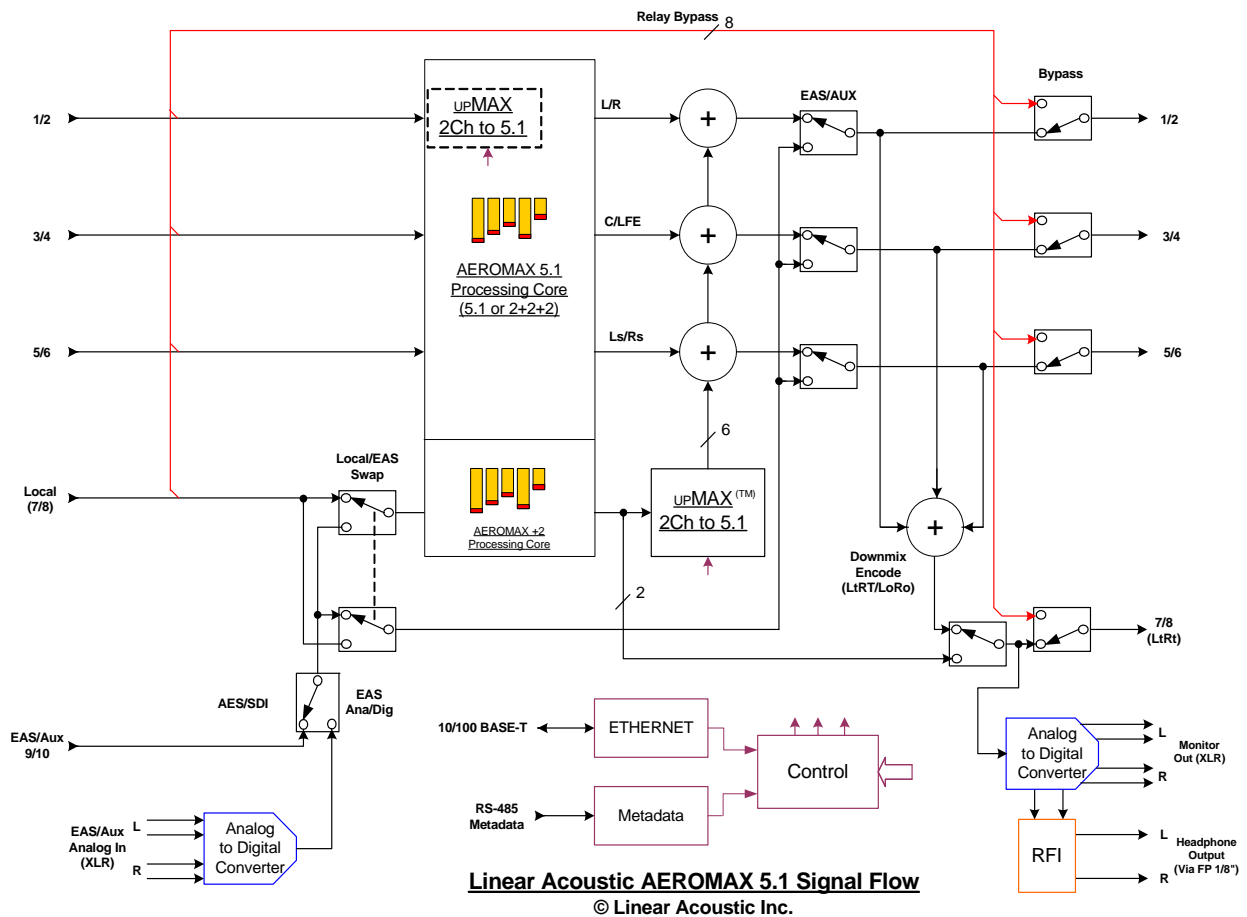 Relay Bypass
8
Bypass
EAS/AUX
UPMAX
2Ch to 5.1
L/R
1/2
1/2
3/4
C/LFE
3/4
AEROMAX 5.1
Processing Core
(5.1 or 2+2+2)
5/6
Ls/Rs
5/6
+
+
+
6
Local/EAS
Swap
Local
(7/8)
UPMAX (TM)
2Ch to 5.1
AEROMAX +2
Processing Core
+
Downmix
Encode
(LtRT/LoRo)
2
7/8
(LtRt)
AES/SDI
EAS
Ana/Dig
EAS/Aux
9/10
10/100 BASE-T
ETHERNET
Control
RS-485
Metadata
Metadata
Analog
to Digital
Converter
L
R
Monitor
Out (XLR)
EAS/Aux
Analog In
(XLR)
L
R
Analog
to Digital
Converter
RFI
L
R
Headphone
Output
(Via FP 1/8")
Linear Acoustic AEROMAX 5.1 Signal Flow
© Linear Acoustic Inc.